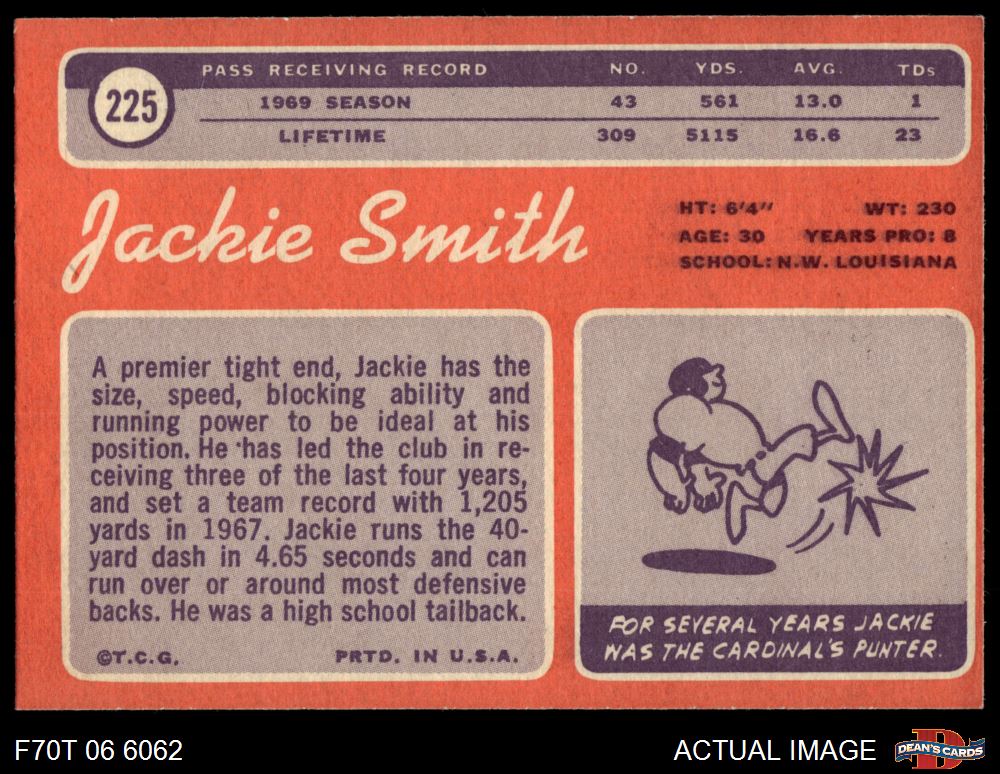 225
PASS RECEIVING RECORD NO. YDS. AVG. TDs
1969 SEASON 43 561 13.0 1
LIFETIME 309 5115 16.6 23
Jackie Smith
HT: 6'4" WT: 230
AGE: 30 YEARS PRO: 8
SCHOOL: N.W. LOUISIANA
A premier tight end, Jackie has the
size, speed, blocking ability and
running power to be ideal at his
position. He has led the club in re-
ceiving three of the last four years,
and set a team record with 1,205
yards in 1967. Jackie runs the 40-
yard dash in 4.65 seconds and can
run over or around most defensive
backs. He was a high school tailback.
©T.C.G. PRTD. IN U.S.A.
FOR SEVERAL YEARS JACKIE
WAS THE CARDINAL'S PUNTER.
F70T 06 6062
ACTUAL IMAGE
D
DEAN'S CARDS